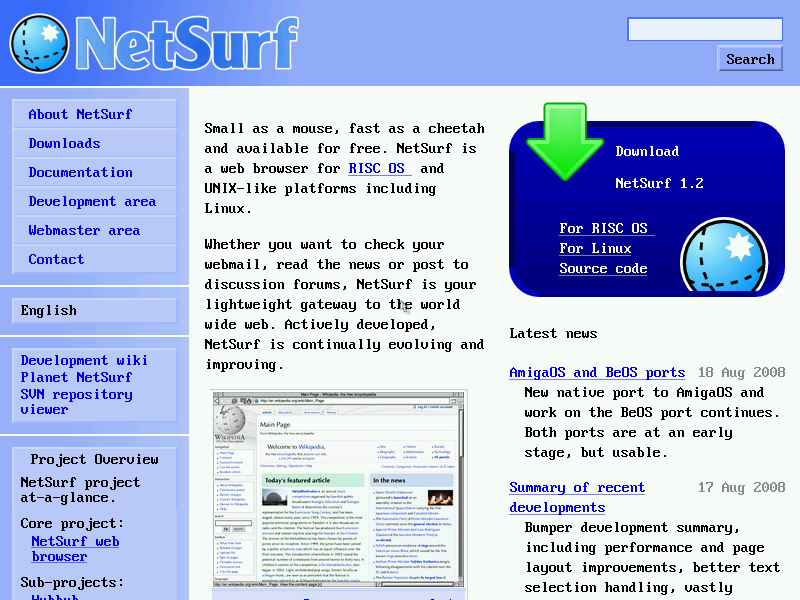 NetSurf
Search
About NetSurf
Downloads
Documentation
Development area
Webmaster area
Contact
English
Development wiki
Planet NetSurf
SVN repository
viewer
Project Overview
NetSurf project
at-a-glance.
Core project:
NetSurf web
browser
Sub-projects:
Hubbub
Small as a mouse, fast as a cheetah
and available for free. NetSurf is
a web browser for RISC OS and
UNIX-like platforms including
Linux.
Whether you want to check your
webmail, read the news or post to
discussion forums, NetSurf is your
lightweight gateway to the world
wide web. Actively developed,
NetSurf is continually evolving and
improving.
Main Page
Welcome to Wikipedia,
Today's featured article
In the news
WIKIPEDIA
Download
NetSurf 1.2
For RISC OS
For Linux
Source code
Latest news
AmigaOS and BeOS ports 18 Aug 2008
New native port to AmigaOS and
work on the BeOS port continues.
Both ports are at an early
stage, but usable.
Summary of recent 17 Aug 2008
developments
Bumper development summary,
including performance and page
layout improvements, better text
selection handling, vastly